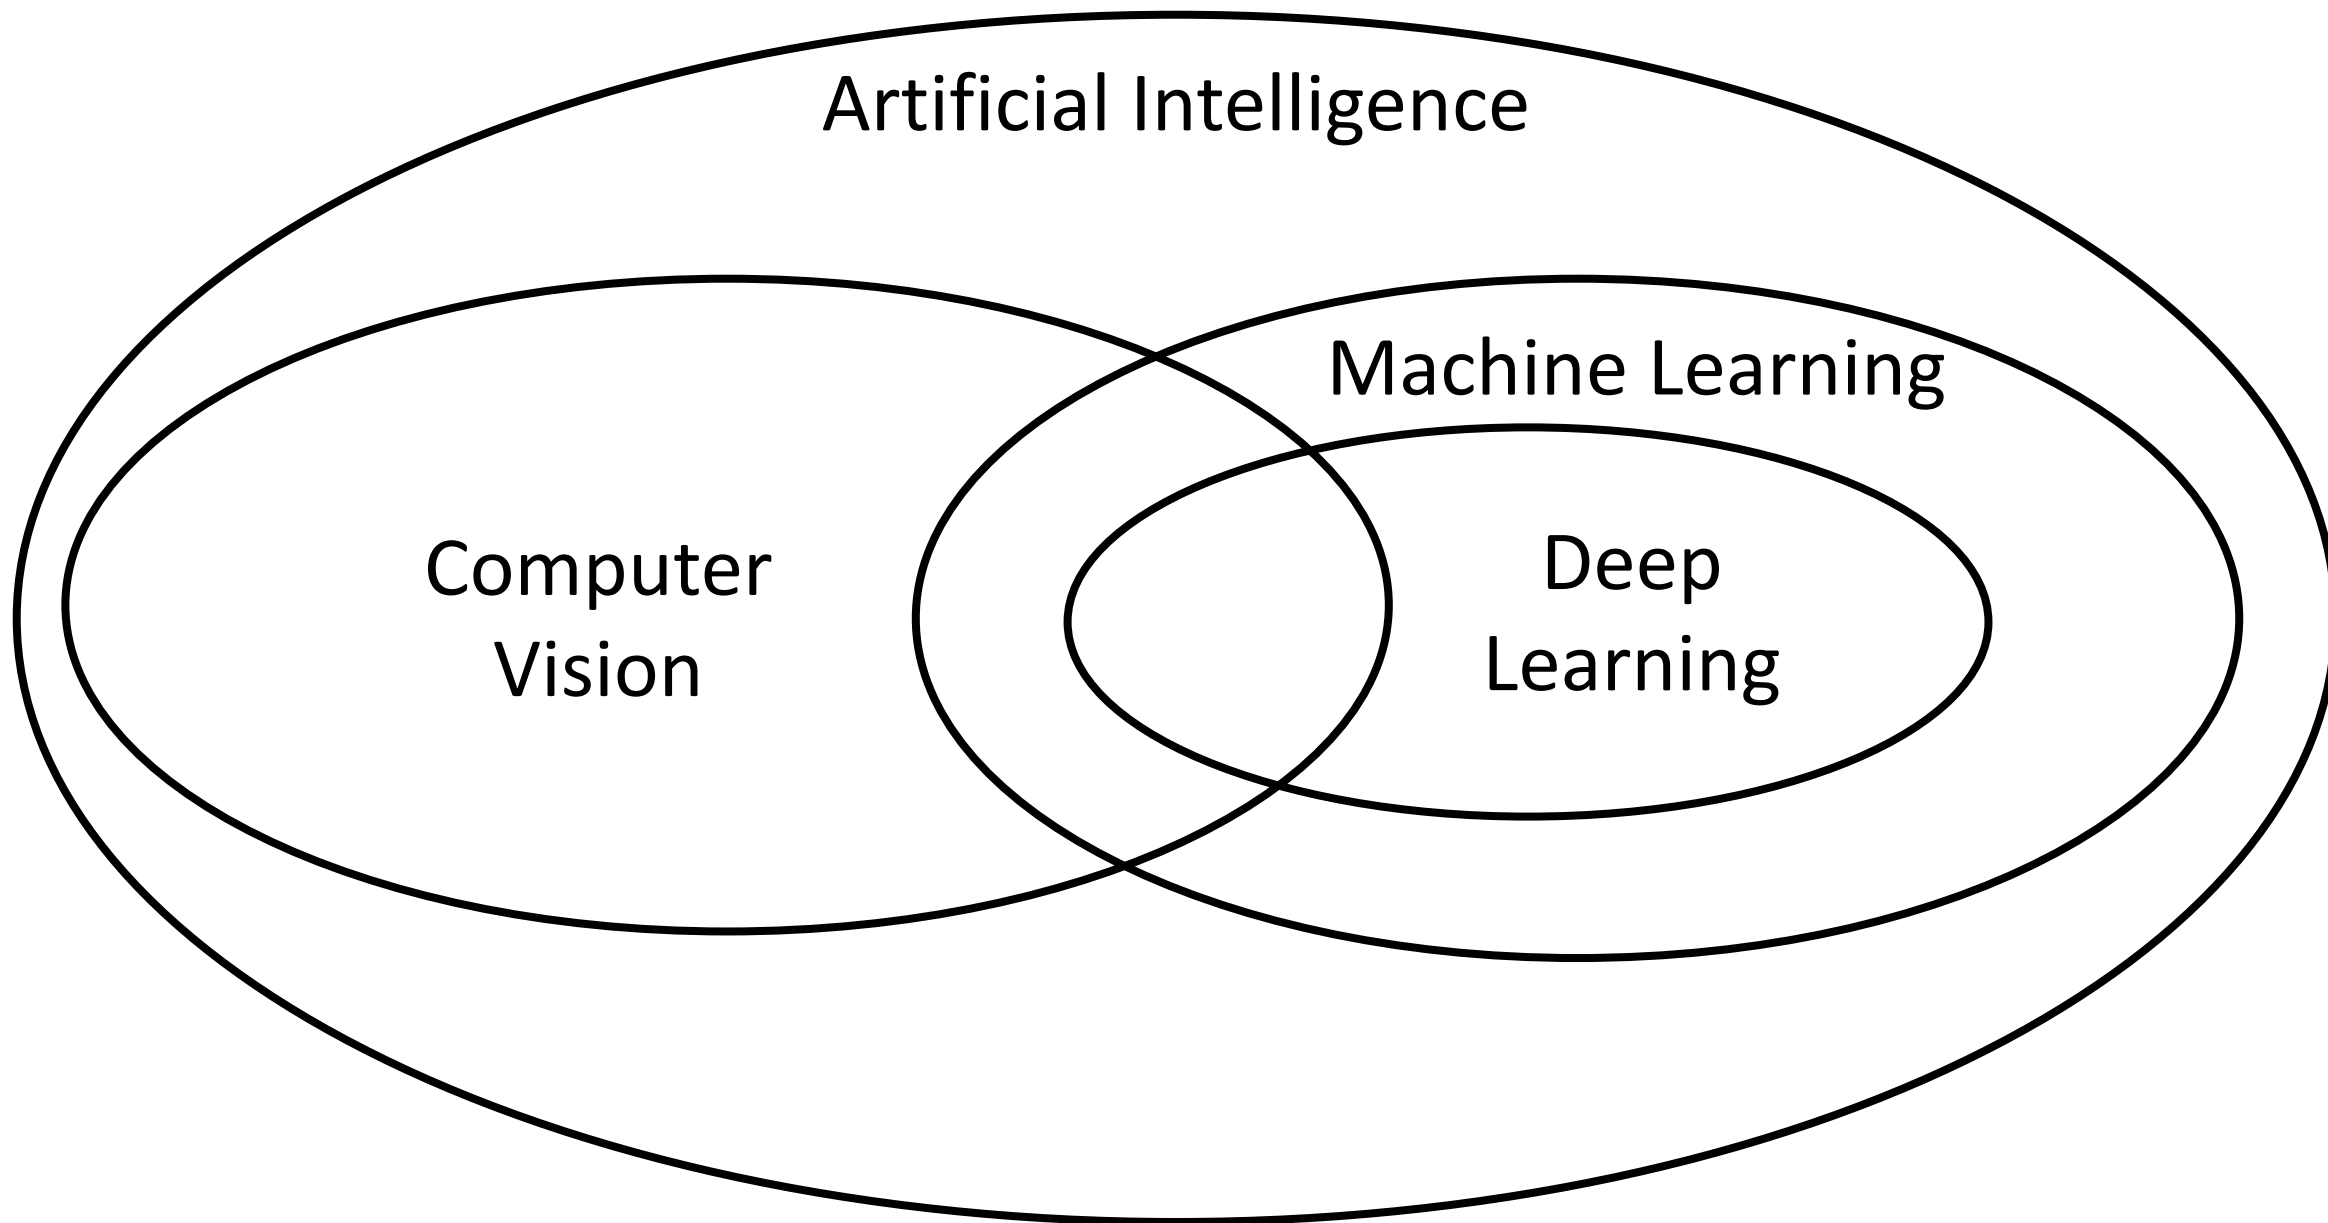 Artificial Intelligence
Machine Learning
Computer
Vision
Deep
Learning